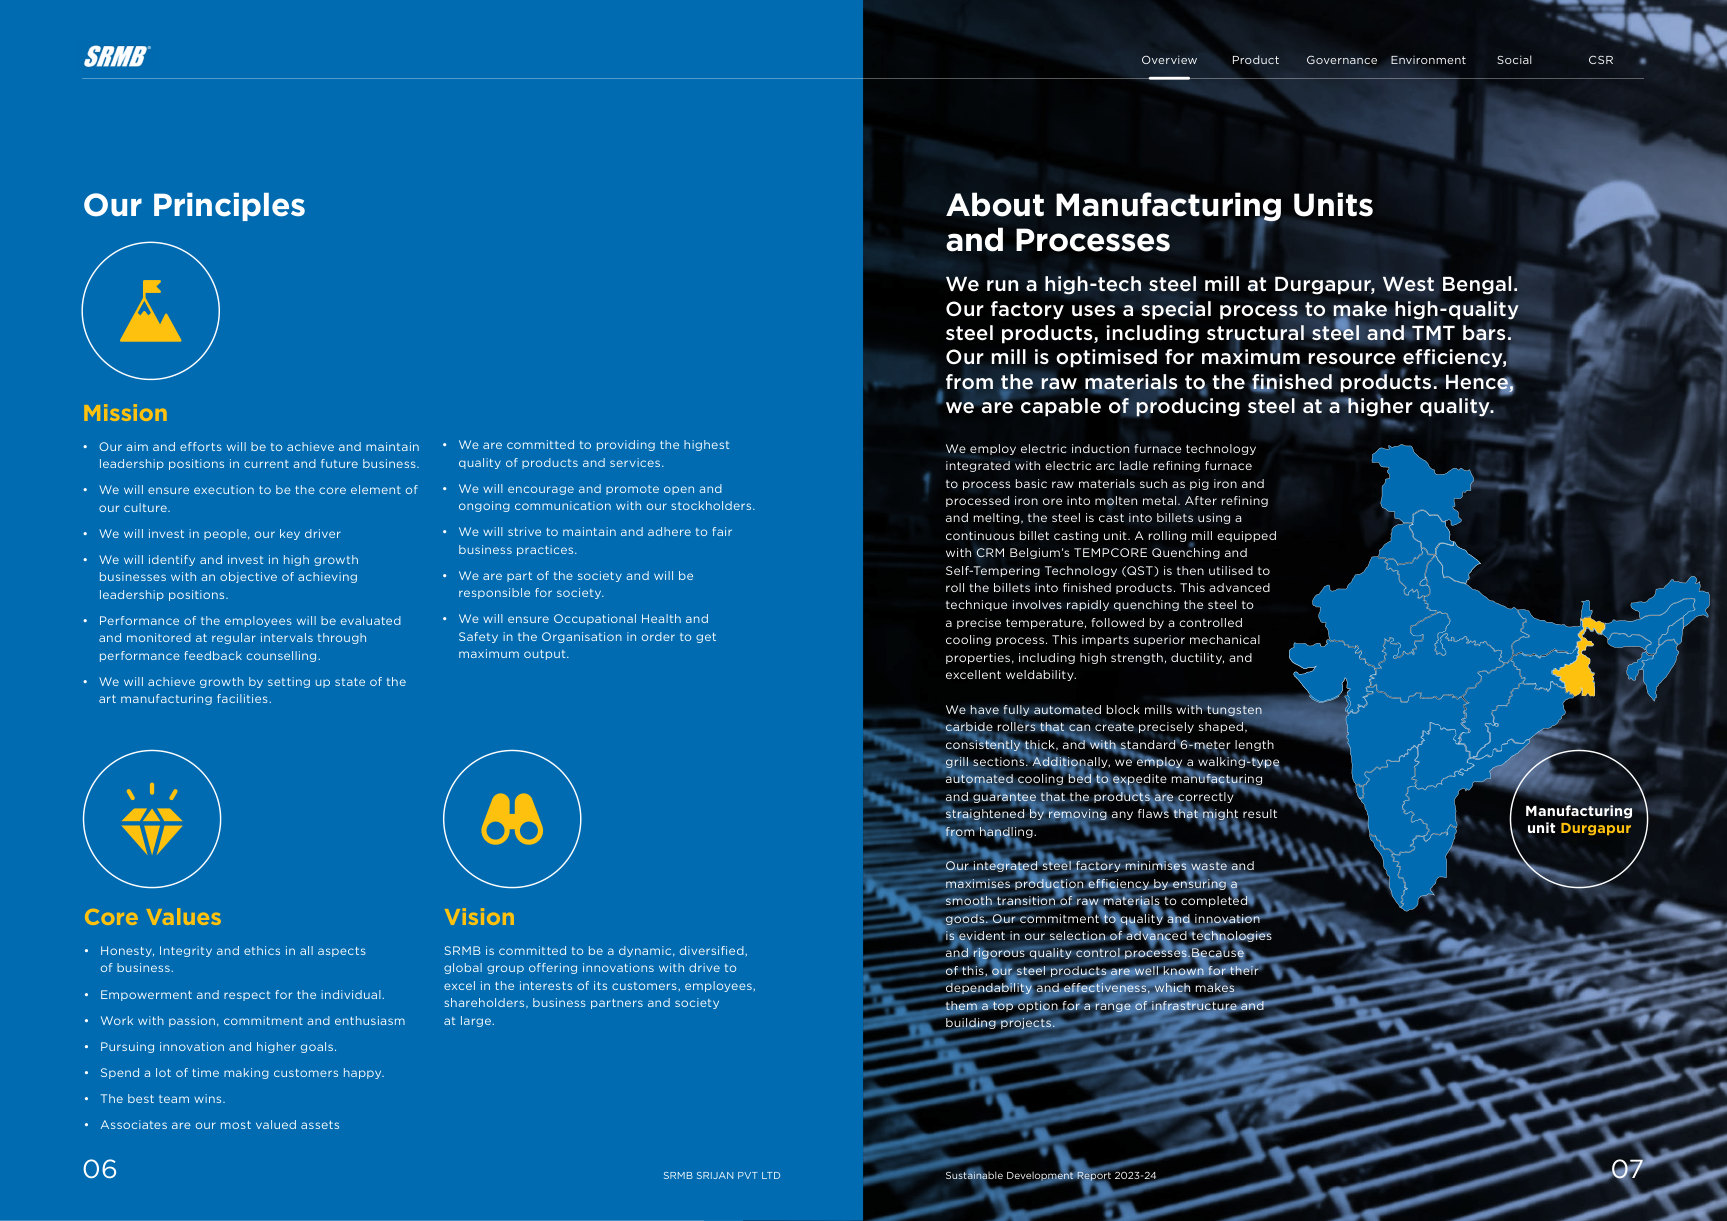 SRMB
Overview Product Governance Environment Social CSR
Our Principles
Mission
• Our aim and efforts will be to achieve and maintain
leadership positions in current and future business.
• We will ensure execution to be the core element of
our culture.
• We will invest in people, our key driver
• We will identify and invest in high growth
businesses with an objective of achieving
leadership positions.
• Performance of the employees will be evaluated
and monitored at regular intervals through
performance feedback counselling.
• We will achieve growth by setting up state of the
art manufacturing facilities.
• We are committed to providing the highest
quality of products and services.
• We will encourage and promote open and
ongoing communication with our stockholders.
• We will strive to maintain and adhere to fair
business practices.
• We are part of the society and will be
responsible for society.
• We will ensure Occupational Health and
Safety in the Organisation in order to get
maximum output.
Core Values
• Honesty, Integrity and ethics in all aspects
of business.
• Empowerment and respect for the individual.
• Work with passion, commitment and enthusiasm
• Pursuing innovation and higher goals.
• Spend a lot of time making customers happy.
• The best team wins.
• Associates are our most valued assets
Vision
SRMB is committed to be a dynamic, diversified,
global group offering innovations with drive to
excel in the interests of its customers, employees,
shareholders, business partners and society
at large.
06
SRMB SRIJAN PVT LTD
About Manufacturing Units
and Processes
We run a high-tech steel mill at Durgapur, West Bengal.
Our factory uses a special process to make high-quality
steel products, including structural steel and TMT bars.
Our mill is optimised for maximum resource efficiency,
from the raw materials to the finished products. Hence,
we are capable of producing steel at a higher quality.
We employ electric induction furnace technology
integrated with electric arc ladle refining furnace
to process basic raw materials such as pig iron and
processed iron ore into molten metal. After refining
and melting, the steel is cast into billets using a
continuous billet casting unit. A rolling mill equipped
with CRM Belgium's TEMPCORE Quenching and
Self-Tempering Technology (QST) is then utilised to
roll the billets into finished products. This advanced
technique involves rapidly quenching the steel to
a precise temperature, followed by a controlled
cooling process. This imparts superior mechanical
properties, including high strength, ductility, and
excellent weldability.
We have fully automated block mills with tungsten
carbide rollers that can create precisely shaped,
consistently thick, and with standard 6-meter length
grill sections. Additionally, we employ a walking-type
automated cooling bed to expedite manufacturing
and guarantee that the products are correctly
straightened by removing any flaws that might result
from handling.
Our integrated steel factory minimises waste and
maximises production efficiency by ensuring a
smooth transition of raw materials to completed
goods. Our commitment to quality and innovation
is evident in our selection of advanced technologies
and rigorous quality control processes.Because
of this, our steel products are well known for their
dependability and effectiveness, which makes
them a top option for a range of infrastructure and
building projects.
Manufacturing
unit Durgapur
Sustainable Development Report 2023-24
07